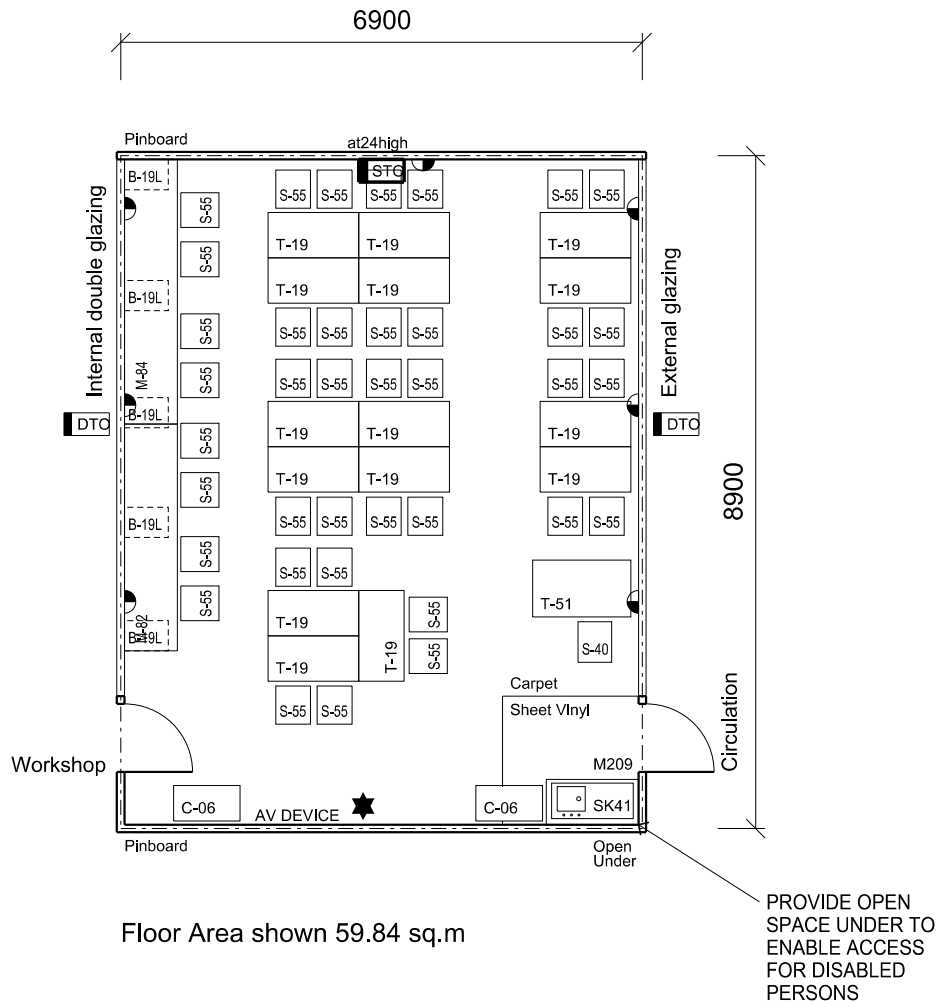 6900
Pinboard
at24high
B-19L
STO
S-55 S-55 S-55 S-55 S-55 S-55
S-55
T-19 T-19 T-19
S-55
T-19 T-19 T-19
Internal double glazing
External glazing
B-19L
S-55
S-55 S-55 S-55 S-55 S-55 S-55
M-84
S-55
S-55 S-55 S-55 S-55 S-55 S-55
B-19L
DTO
DTO
S-55
T-19 T-19 T-19
S-55
T-19 T-19 T-19
8900
B-19L
S-55 S-55 S-55 S-55 S-55 S-55
S-55
S-55 S-55
S-55
T-51
M-82
B-19L
T-19
S-55
T-19
T-19
S-55
S-40
S-55 S-55
Carpet
Sheet VInyl
Circulation
Workshop
M209
C-06
AV DEVICE
C-06
SK41
Pinboard
Open
Under
Floor Area shown 59.84 sq.m
PROVIDE OPEN
SPACE UNDER TO
ENABLE ACCESS
FOR DISABLED
PERSONS